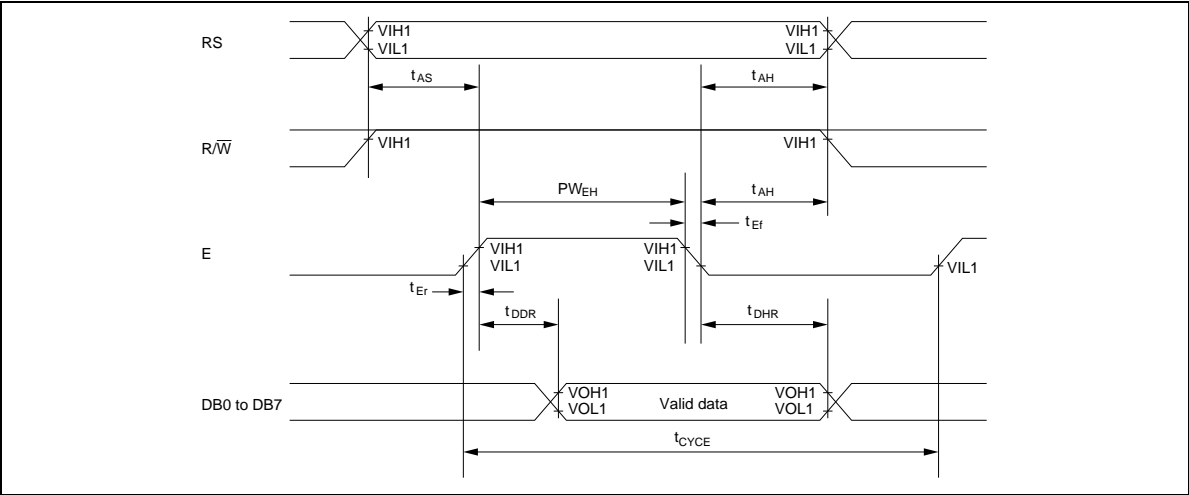 RS
VIH1
VIL1
VIH1
VIL1
tAS
tAH
R/W̅
VIH1
VIH1
PWEH
tAH
tEf
E
VIH1
VIL1
VIH1
VIL1
VIL1
tEr
tDDR
tDHR
DB0 to DB7
VOH1
VOL1
Valid data
VOH1
VOL1
tCYCE